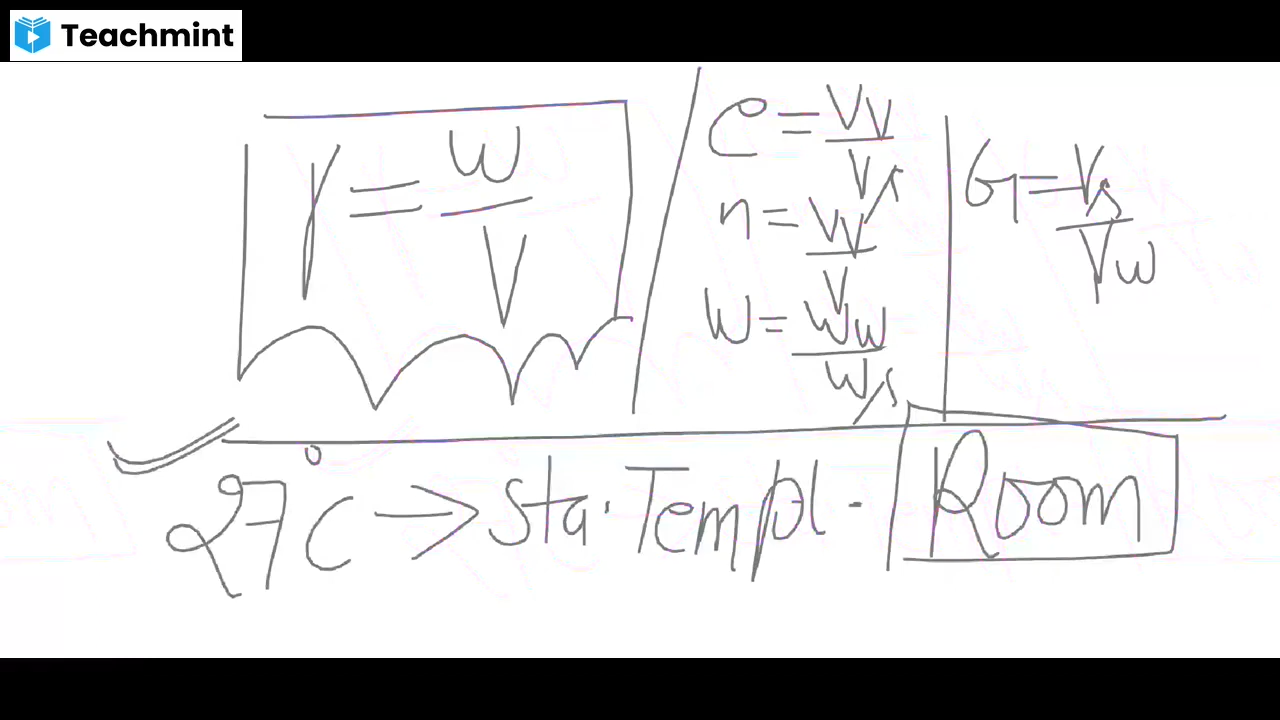 Teachmint
γ = W/V
e = Vv/Vs
n = Vv/V
W = Ww/Ws
G = γs/γw
27°C → Sta. Templ. Room